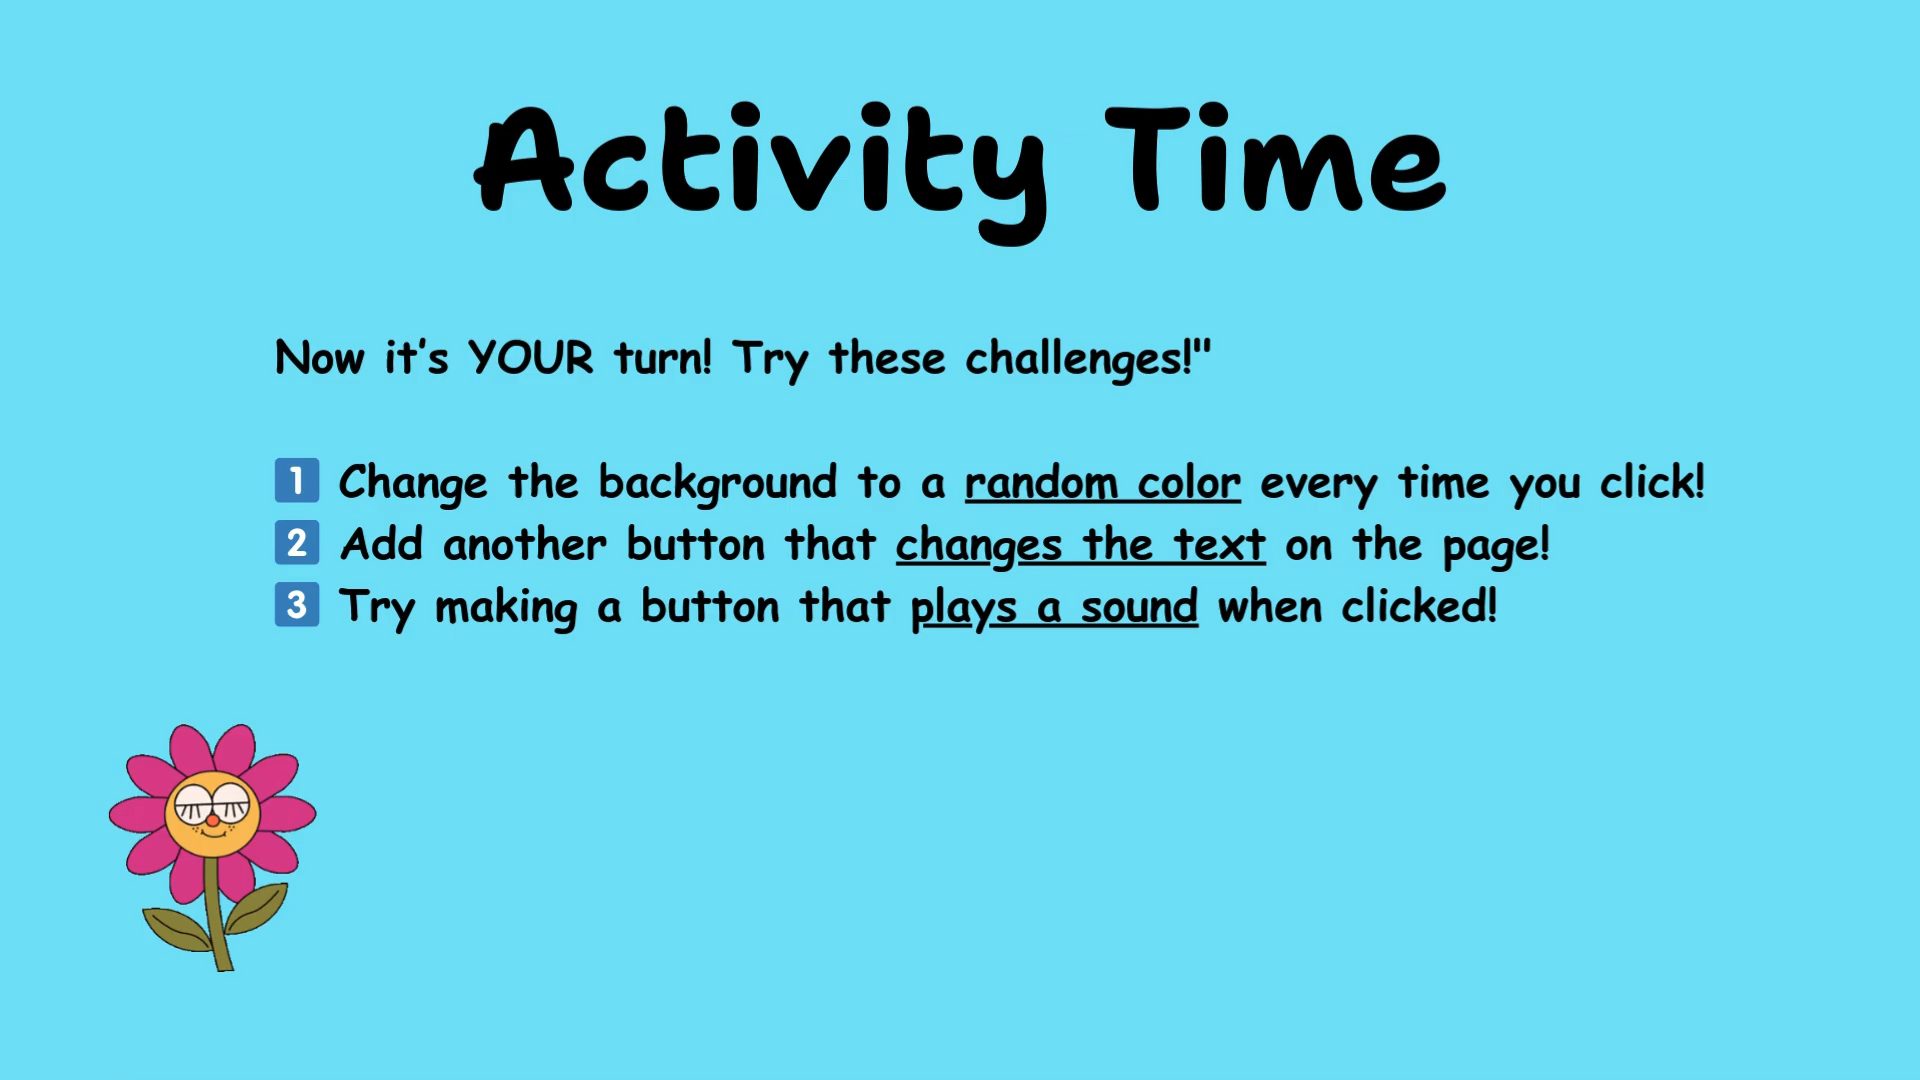 Activity Time
Now it's YOUR turn! Try these challenges!"
1 Change the background to a random color every time you click!
2 Add another button that changes the text on the page!
3 Try making a button that plays a sound when clicked!